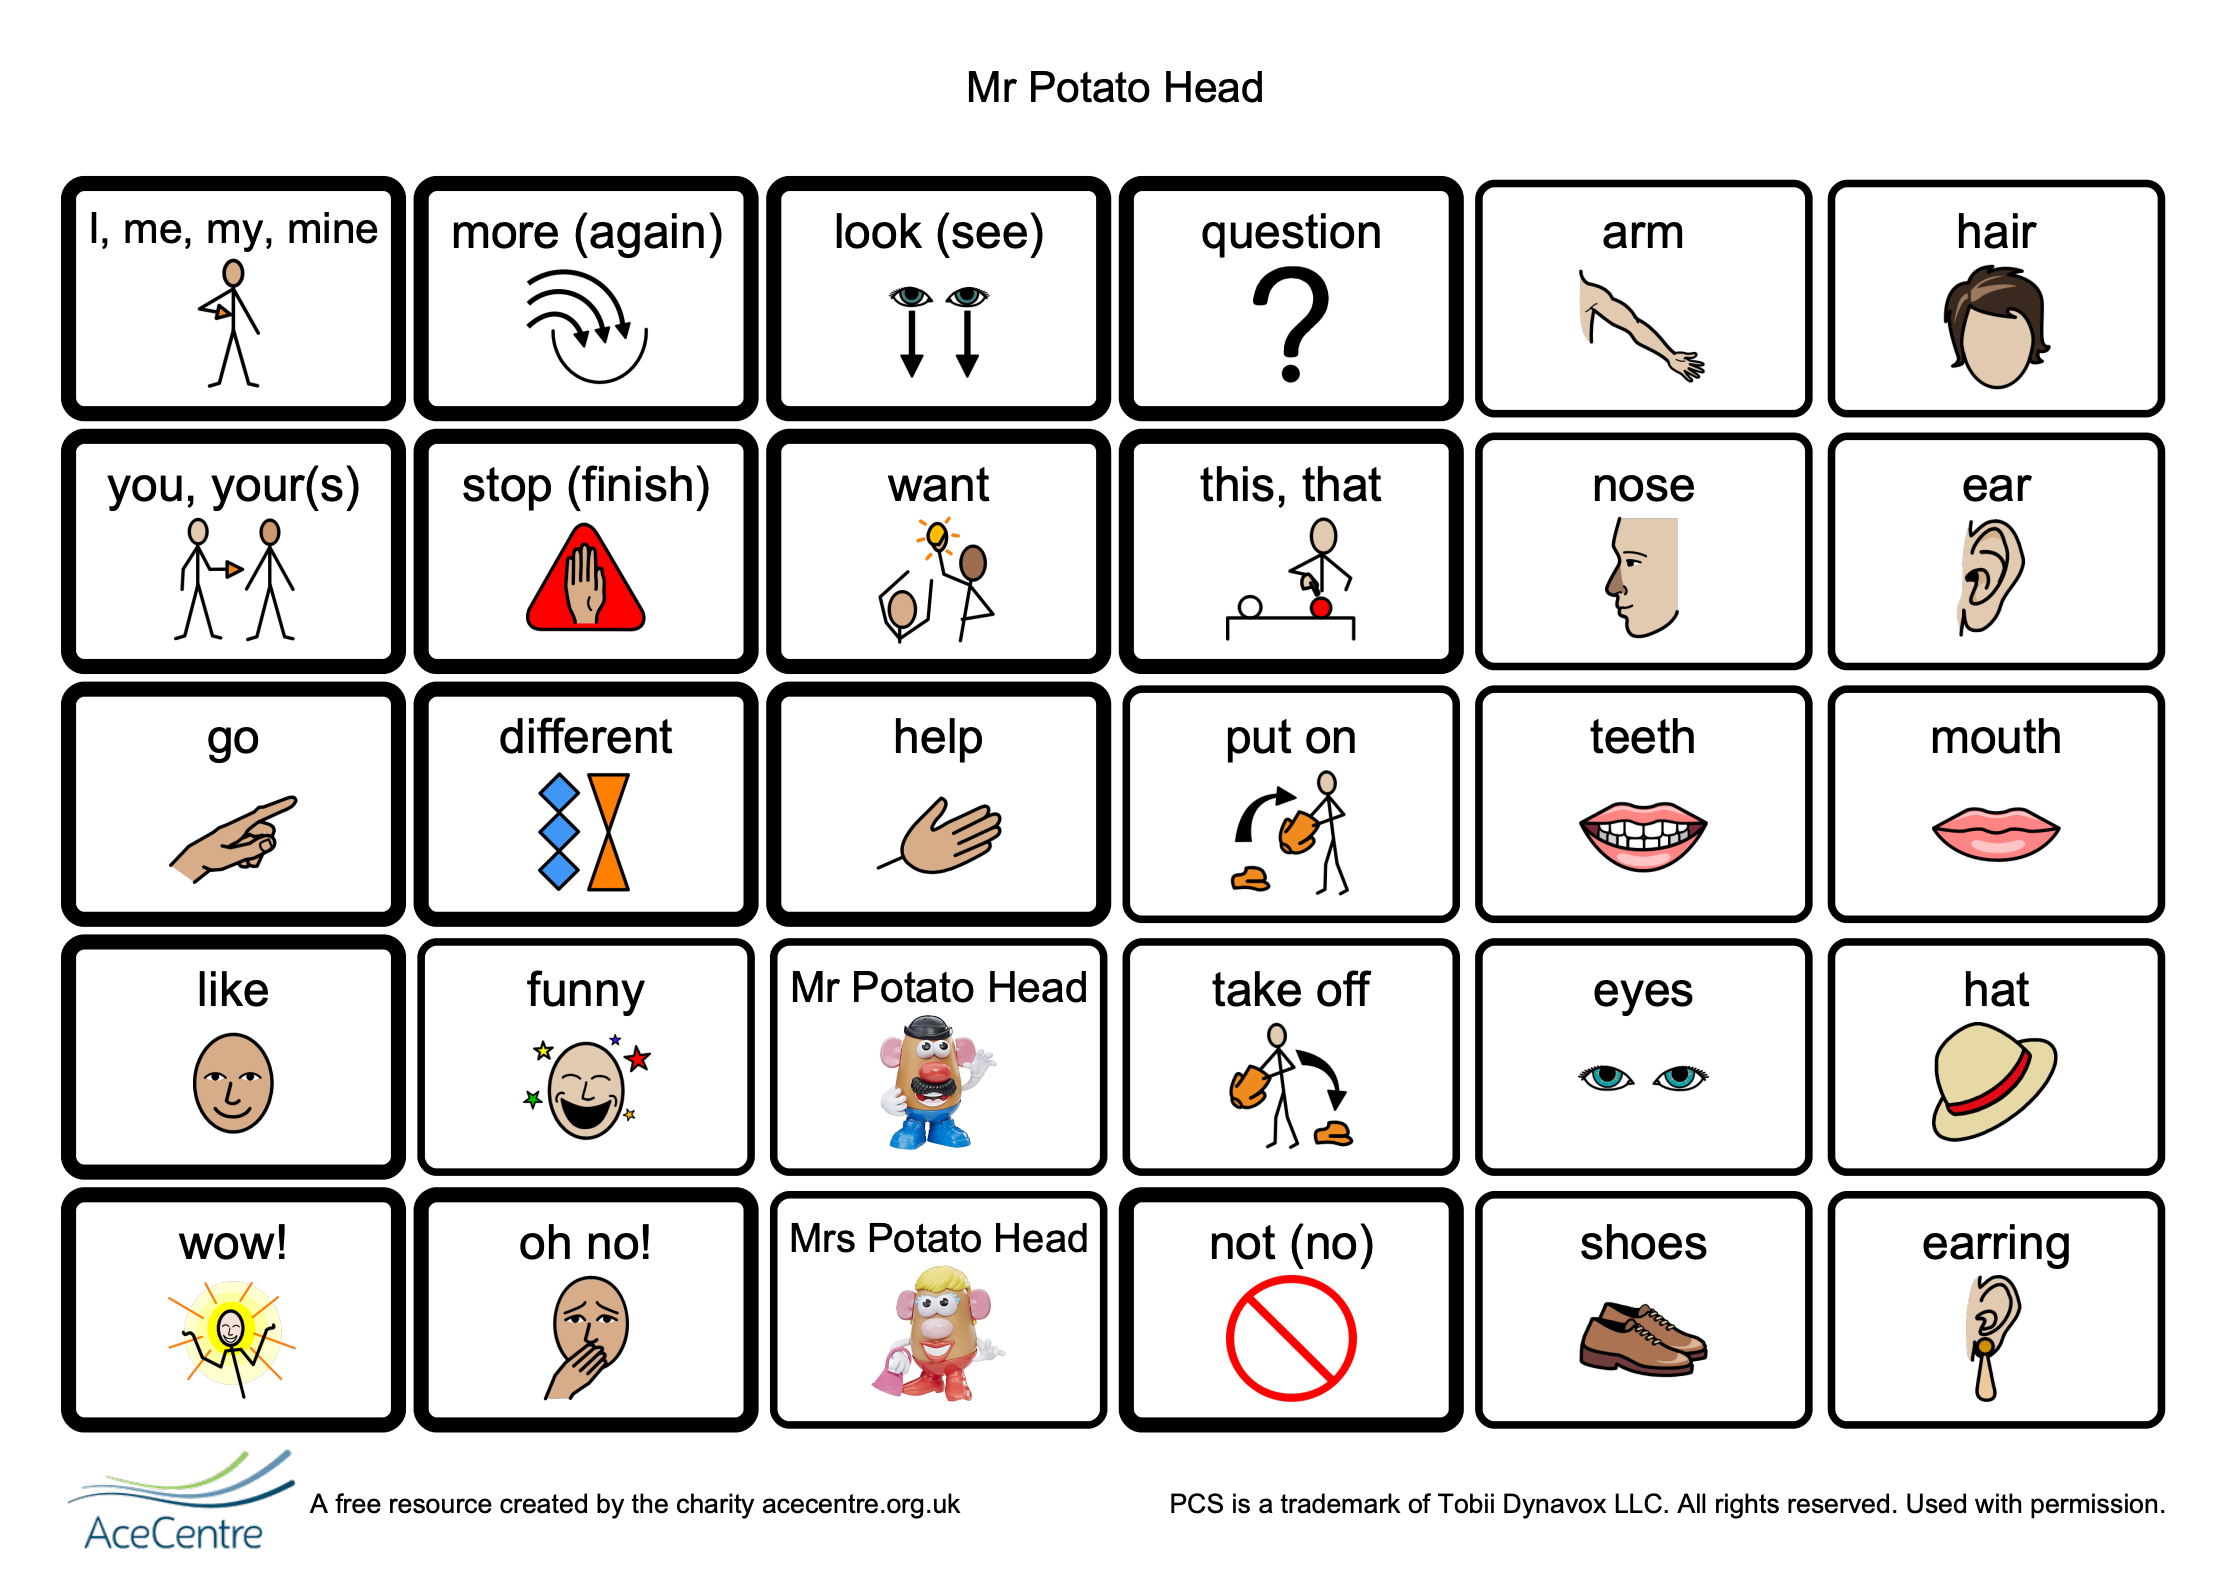 Mr Potato Head
I, me, my, mine
more (again)
look (see)
question
arm
hair
you, your(s)
stop (finish)
want
this, that
nose
ear
go
different
help
put on
teeth
mouth
like
funny
Mr Potato Head
take off
eyes
hat
wow!
oh no!
Mrs Potato Head
not (no)
shoes
earring
AceCentre
A free resource created by the charity acecentre.org.uk
PCS is a trademark of Tobii Dynavox LLC. All rights reserved. Used with permission.